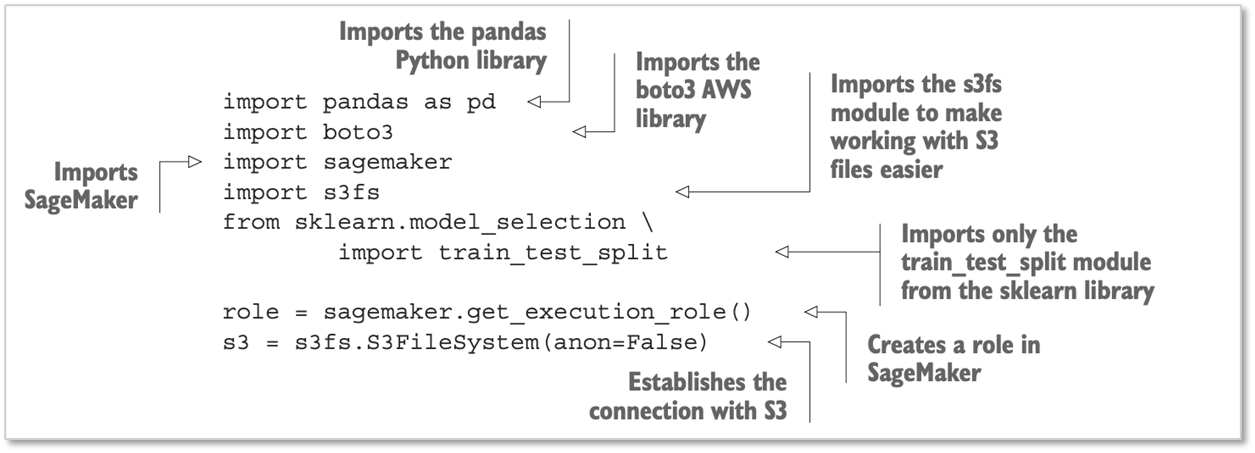 Imports the pandas
Python library
Imports the
boto3 AWS
library
Imports the s3fs
module to make
working with S3
files easier
import pandas as pd
import boto3
Imports
SageMaker
import sagemaker
import s3fs
from sklearn.model_selection \
import train_test_split
Imports only the
train_test_split module
from the sklearn library
role = sagemaker.get_execution_role()
s3 = s3fs.S3FileSystem(anon=False)
Creates a role in
SageMaker
Establishes the
connection with S3